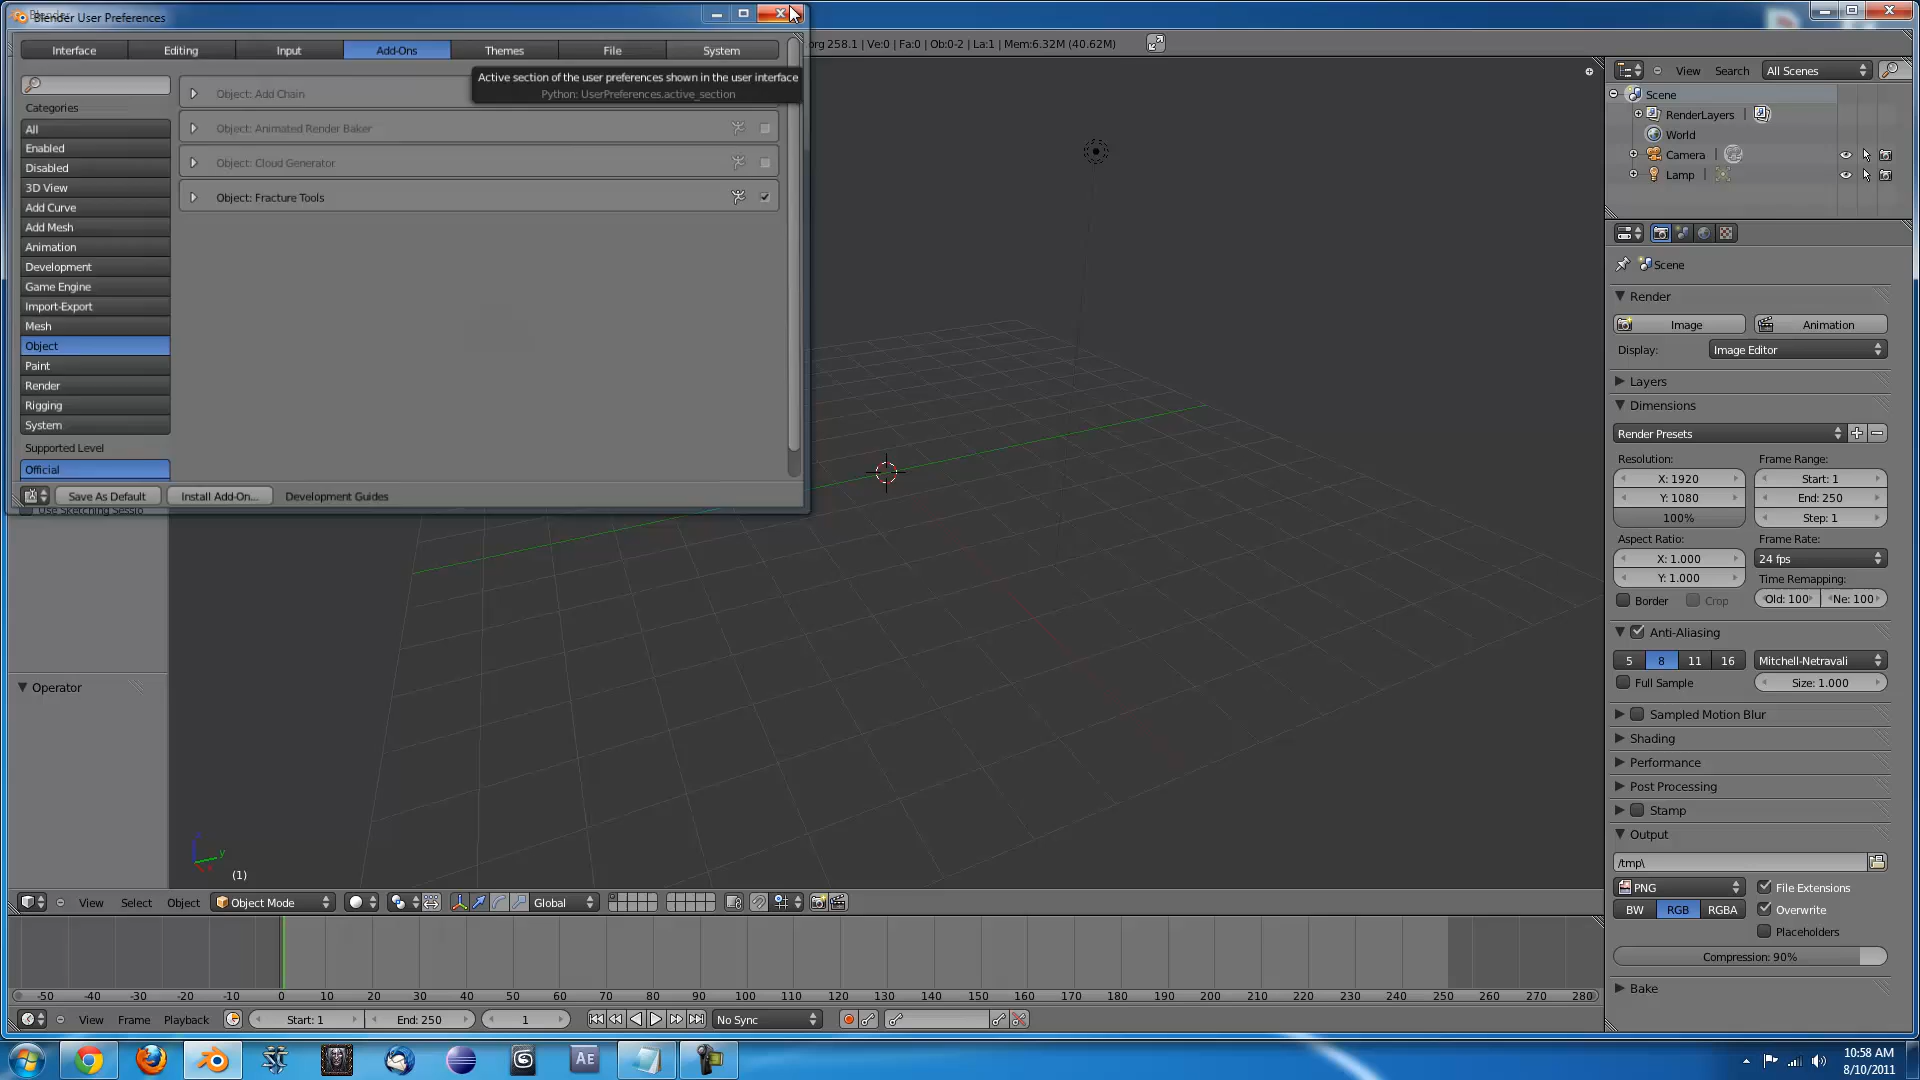 Blender User Preferences
Interface Editing Input Add-Ons Themes File System
org 258.1 | Ve:0 | Fa:0 | Ob:0-2 | La:1 | Mem:6.32M (40.62M)
Active section of the user preferences shown in the user interface
Python: UserPreferences.active_section
Categories
All
Enabled
Disabled
3D View
Add Curve
Add Mesh
Animation
Development
Game Engine
Import-Export
Mesh
Object
Paint
Render
Rigging
System
Supported Level
Official
Object: Add Chain
Object: Animated Render Baker
Object: Cloud Generator
Object: Fracture Tools
Save As Default Install Add-On... Development Guides
Use Sketching Sessio
Operator
(1)
View Select Object Object Mode Global
-50 -40 -30 -20 -10 0 10 20 30 40 50 60 70 80 90 100 110 120 130 140 150 160 170 180 190 200 210 220 230 240 250 260 270 280
View Frame Playback Start: 1 End: 250 1 No Sync
View Search All Scenes
Scene
RenderLayers |
World
Camera |
Lamp |
Scene
Render
Image Animation
Display: Image Editor
Layers
Dimensions
Render Presets
Resolution: Frame Range:
X: 1920 Start: 1
Y: 1080 End: 250
100% Step: 1
Aspect Ratio: Frame Rate:
X: 1.000 24 fps
Y: 1.000 Time Remapping:
Border Crop Old: 100 Ne: 100
Anti-Aliasing
5 8 11 16 Mitchell-Netravali
Full Sample Size: 1.000
Sampled Motion Blur
Shading
Performance
Post Processing
Stamp
Output
/tmp\
PNG File Extensions
BW RGB RGBA Overwrite
Placeholders
Compression: 90%
Bake
AE
10:58 AM
8/10/2011